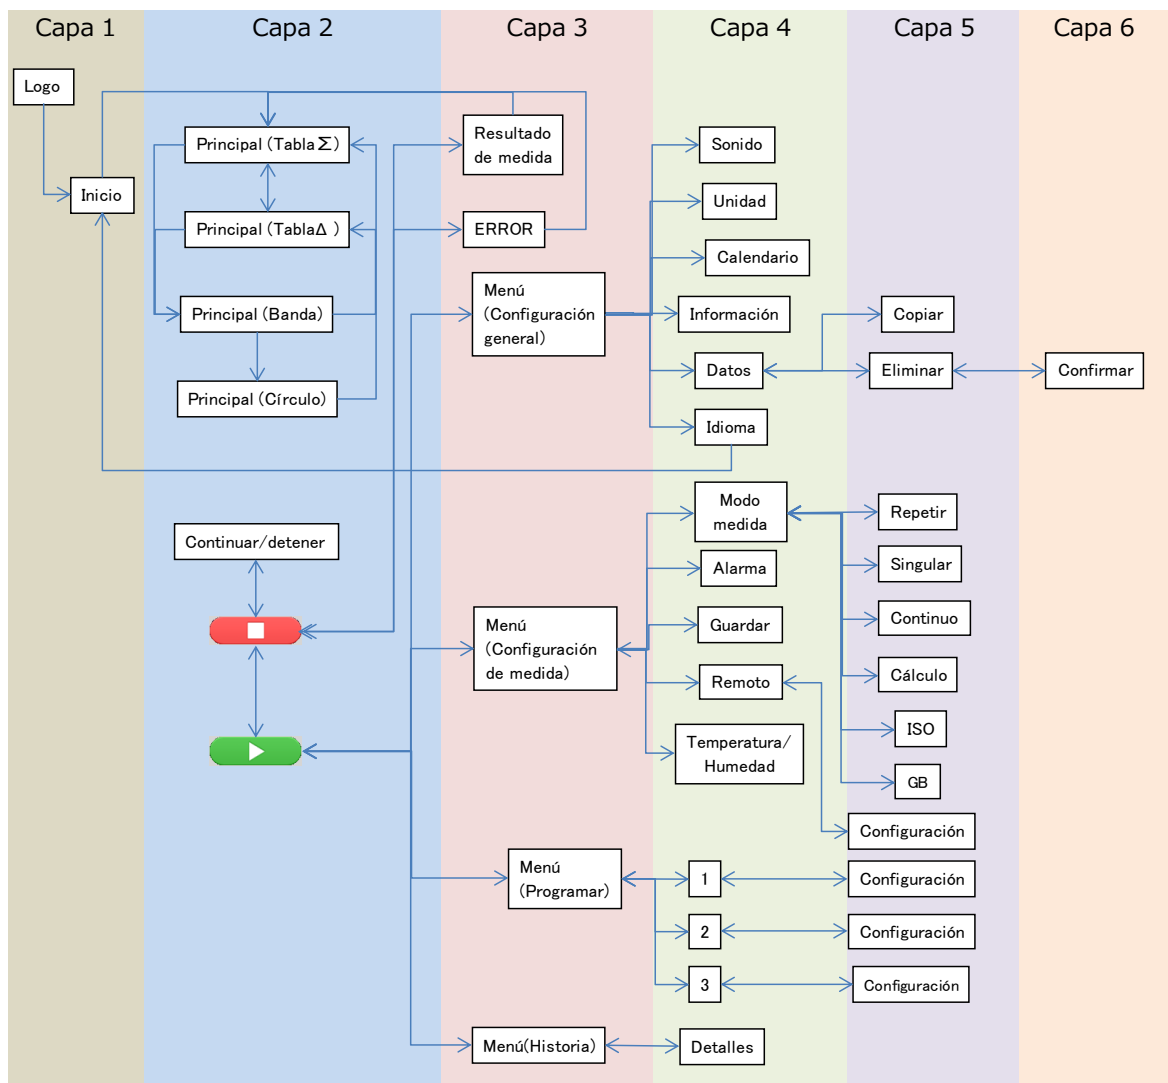 Capa 1
Capa 2
Capa 3
Capa 4
Capa 5
Capa 6
Logo
Inicio
Principal (TablaΣ)
Principal (TablaΔ )
Principal (Banda)
Principal (Círculo)
Continuar/detener
Resultado
de medida
ERROR
Menú
(Configuración
general)
Menú
(Configuración
de medida)
Menú
(Programar)
Menú(Historia)
Sonido
Unidad
Calendario
Información
Datos
Idioma
Modo
medida
Alarma
Guardar
Remoto
Temperatura/
Humedad
1
2
3
Detalles
Copiar
Eliminar
Repetir
Singular
Continuo
Cálculo
ISO
GB
Configuración
Configuración
Configuración
Configuración
Confirmar